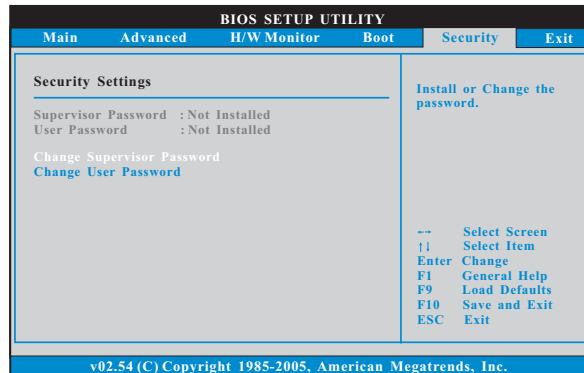 BIOS SETUP UTILITY
Main Advanced H/W Monitor Boot Security Exit
Security Settings
Supervisor Password : Not Installed
User Password : Not Installed
Change Supervisor Password
Change User Password
Install or Change the
password.
←→ Select Screen
↑↓ Select Item
Enter Change
F1 General Help
F9 Load Defaults
F10 Save and Exit
ESC Exit
v02.54 (C) Copyright 1985-2005, American Megatrends, Inc.